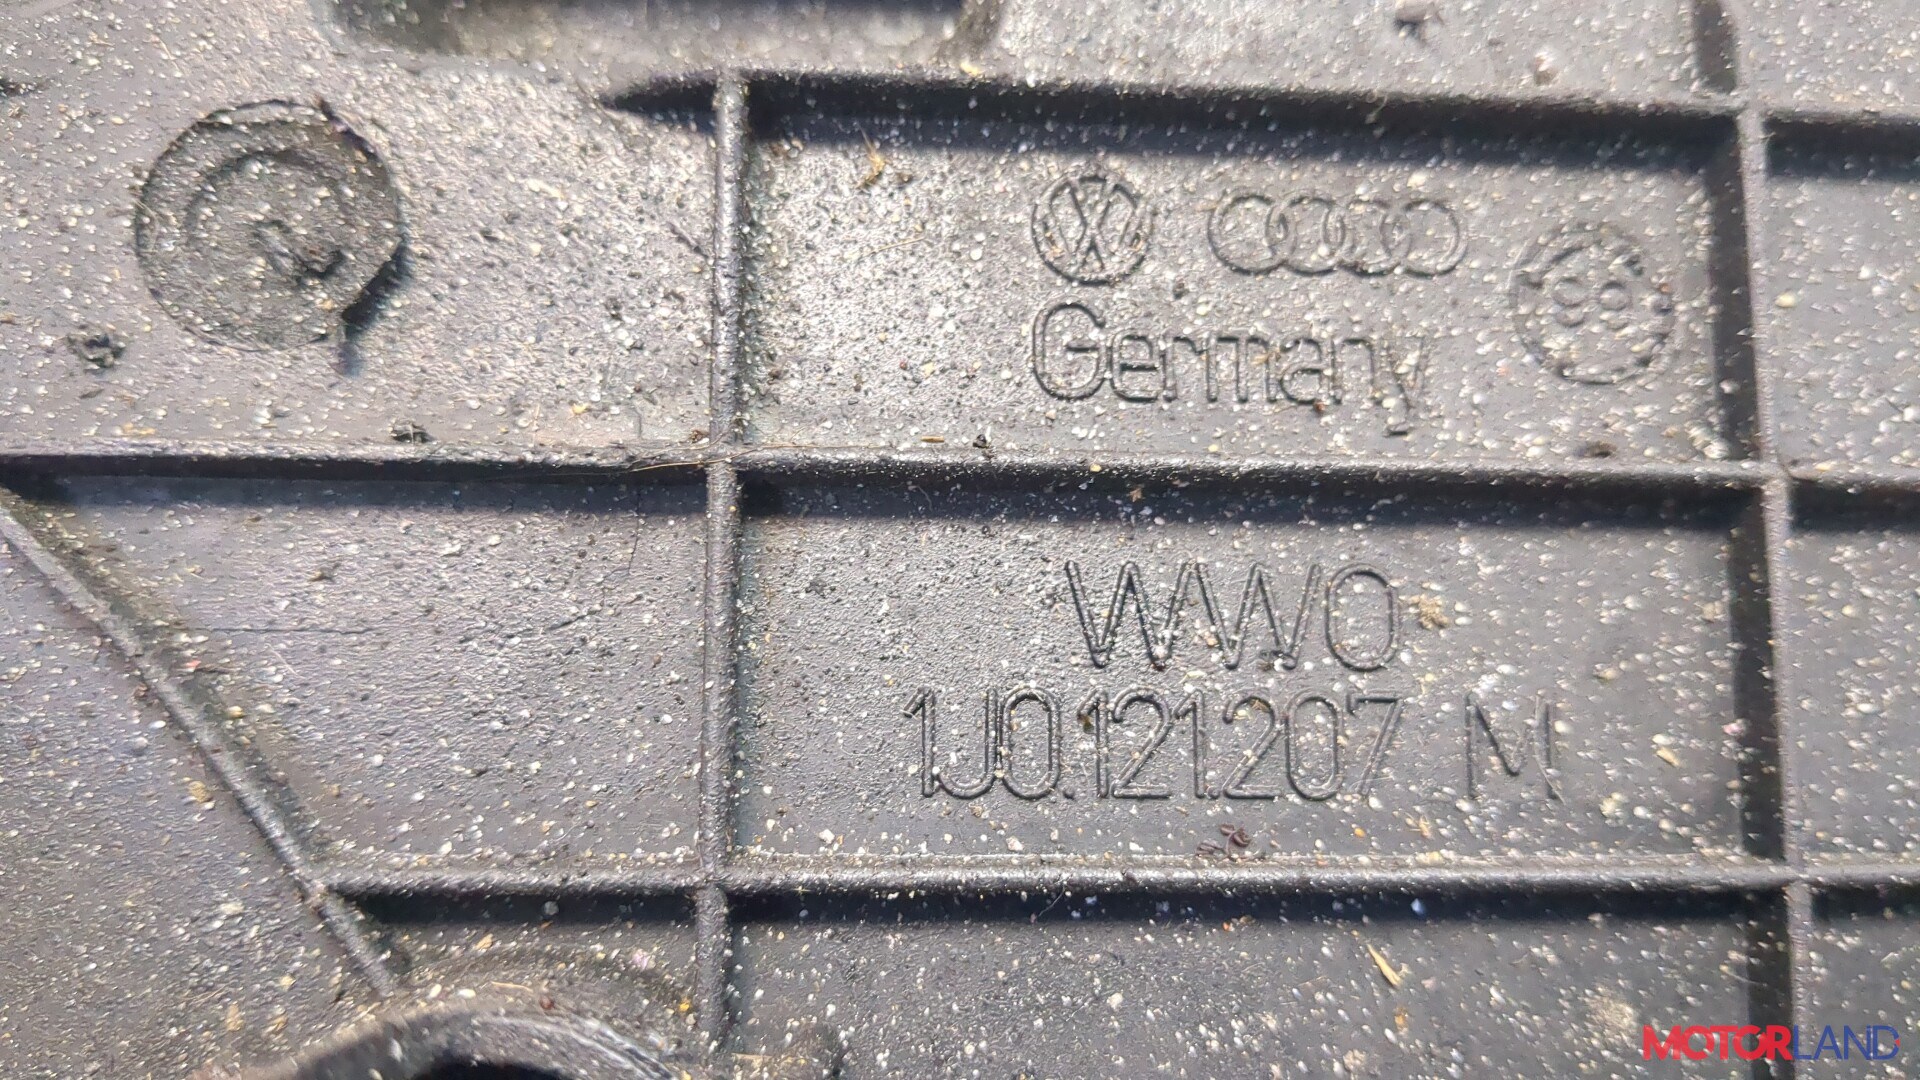 Germany
WWO
1J0.121.207 M
MOTORLAND